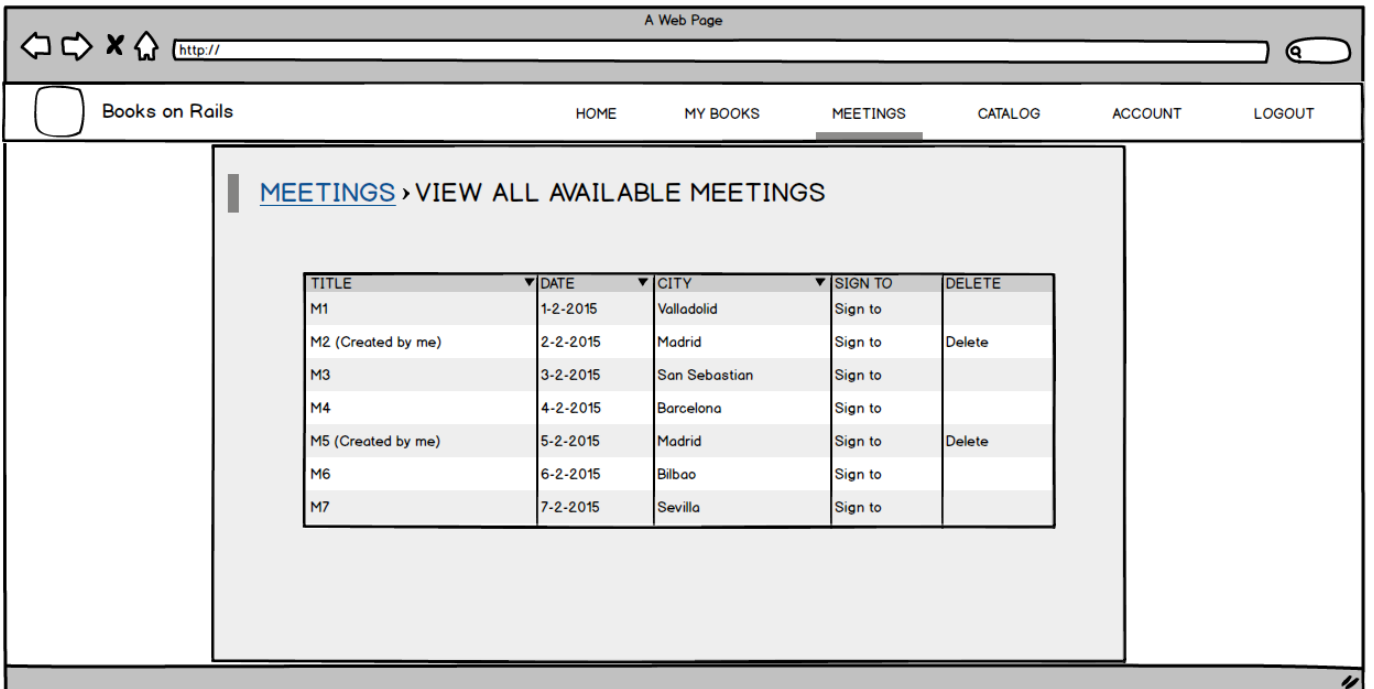 A Web Page
http://
Books on Rails HOME MY BOOKS MEETINGS CATALOG ACCOUNT LOGOUT
MEETINGS › VIEW ALL AVAILABLE MEETINGS
TITLE DATE CITY SIGN TO DELETE
M1 1-2-2015 Valladolid Sign to
M2 (Created by me) 2-2-2015 Madrid Sign to Delete
M3 3-2-2015 San Sebastian Sign to
M4 4-2-2015 Barcelona Sign to
M5 (Created by me) 5-2-2015 Madrid Sign to Delete
M6 6-2-2015 Bilbao Sign to
M7 7-2-2015 Sevilla Sign to